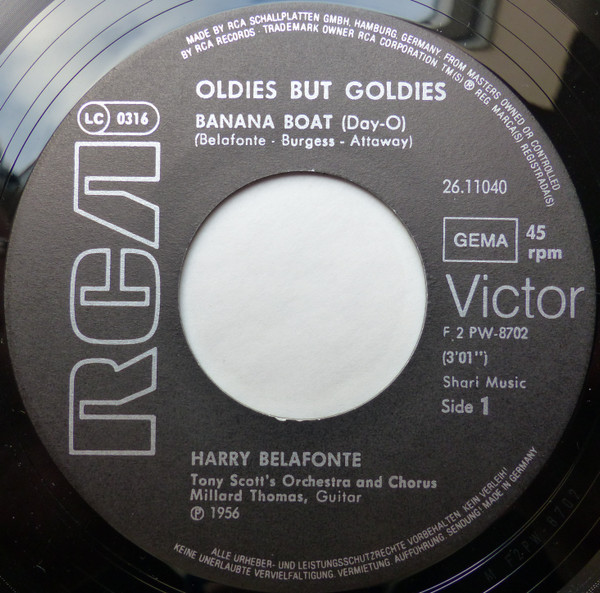 MADE BY RCA SCHALLPLATTEN GMBH, HAMBURG, GERMANY, FROM MASTERS OWNED OR CONTROLLED
BY RCA RECORDS · TRADEMARK OWNER RCA CORPORATION TM(S) ® REG. MARCA(S) REGISTRADA(S)
OLDIES BUT GOLDIES
BANANA BOAT (Day-O)
(Belafonte - Burgess - Attaway)
LC 0316
RCA
26.11040
GEMA
45
rpm
Victor
F 2 PW-8702
(3'01")
Shari Music
Side 1
HARRY BELAFONTE
Tony Scott's Orchestra and Chorus
Millard Thomas, Guitar
℗ 1956
ALLE URHEBER- UND LEISTUNGSSCHUTZRECHTE VORBEHALTEN. KEIN VERLEIH!
KEINE UNERLAUBTE VERVIELFÄLTIGUNG, VERMIETUNG, AUFFÜHRUNG, SENDUNG! MADE IN GERMANY